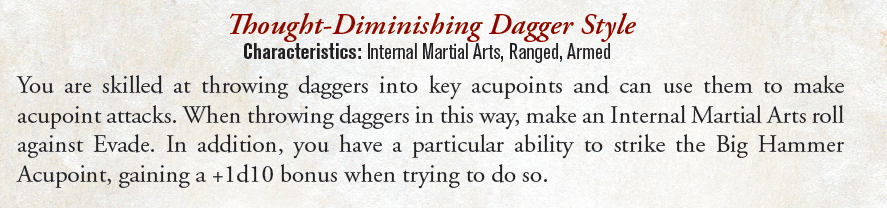 Thought-Diminishing Dagger Style
Characteristics: Internal Martial Arts, Ranged, Armed
You are skilled at throwing daggers into key acupoints and can use them to make
acupoint attacks. When throwing daggers in this way, make an Internal Martial Arts roll
against Evade. In addition, you have a particular ability to strike the Big Hammer
Acupoint, gaining a +1d10 bonus when trying to do so.